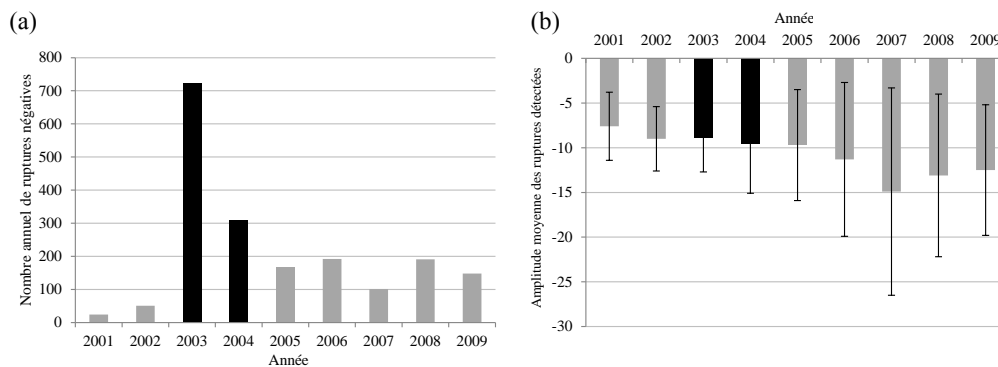 (a)
Nombre annuel de ruptures négatives
800
700
600
500
400
300
200
100
0
2001 2002 2003 2004 2005 2006 2007 2008 2009
Année
(b)
Année
2001 2002 2003 2004 2005 2006 2007 2008 2009
Amplitude moyenne des ruptures détectées
0
-5
-10
-15
-20
-25
-30